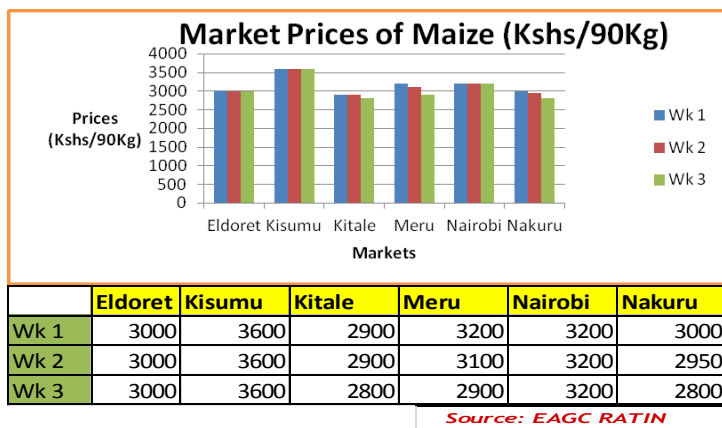 Market Prices of Maize (Kshs/90Kg)
4000
3500
3000
2500
2000
1500
1000
500
0
Prices
(Kshs/90Kg)
Wk 1
Wk 2
Wk 3
Eldoret Kisumu Kitale Meru Nairobi Nakuru
Markets
Eldoret Kisumu Kitale Meru Nairobi Nakuru
Wk 1 3000 3600 2900 3200 3200 3000
Wk 2 3000 3600 2900 3100 3200 2950
Wk 3 3000 3600 2800 2900 3200 2800
Source: EAGC RATIN